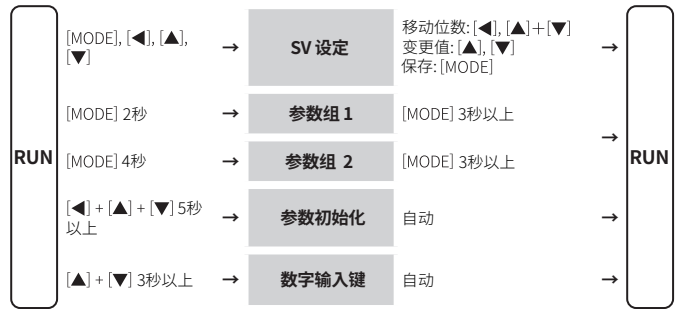 [MODE], [◀], [▲],
[▼]
→
SV 设定
移动位数: [◀], [▲]+[▼]
变更值: [▲], [▼]
保存: [MODE]
→
[MODE] 2秒
→
参数组 1
[MODE] 3秒以上
→
RUN
[MODE] 4秒
→
参数组 2
[MODE] 3秒以上
RUN
[◀] + [▲] + [▼] 5秒
以上
→
参数初始化
自动
→
[▲] + [▼] 3秒以上
→
数字输入键
自动
→